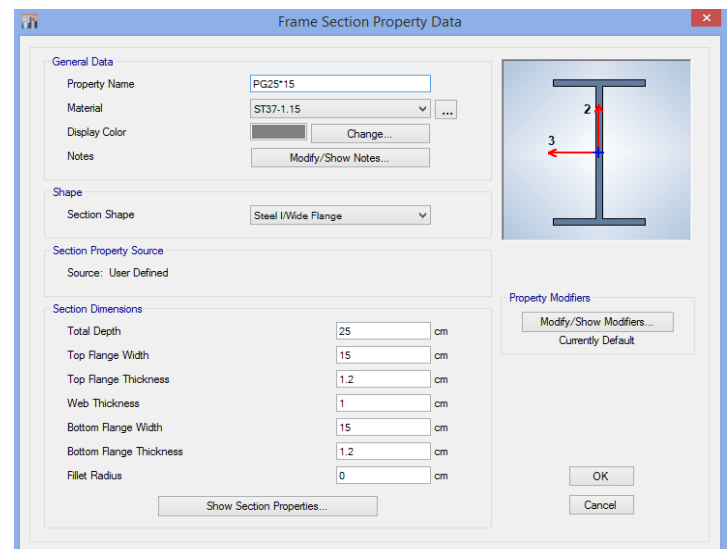 Frame Section Property Data
General Data
Property Name PG25*15
Material ST37-1.15 ...
Display Color Change...
Notes Modify/Show Notes...
2
3
Shape
Section Shape Steel I/Wide Flange
Section Property Source
Source: User Defined
Section Dimensions
Total Depth 25 cm
Top Flange Width 15 cm
Top Flange Thickness 1.2 cm
Web Thickness 1 cm
Bottom Flange Width 15 cm
Bottom Flange Thickness 1.2 cm
Fillet Radius 0 cm
Show Section Properties...
Property Modifiers
Modify/Show Modifiers...
Currently Default
OK
Cancel